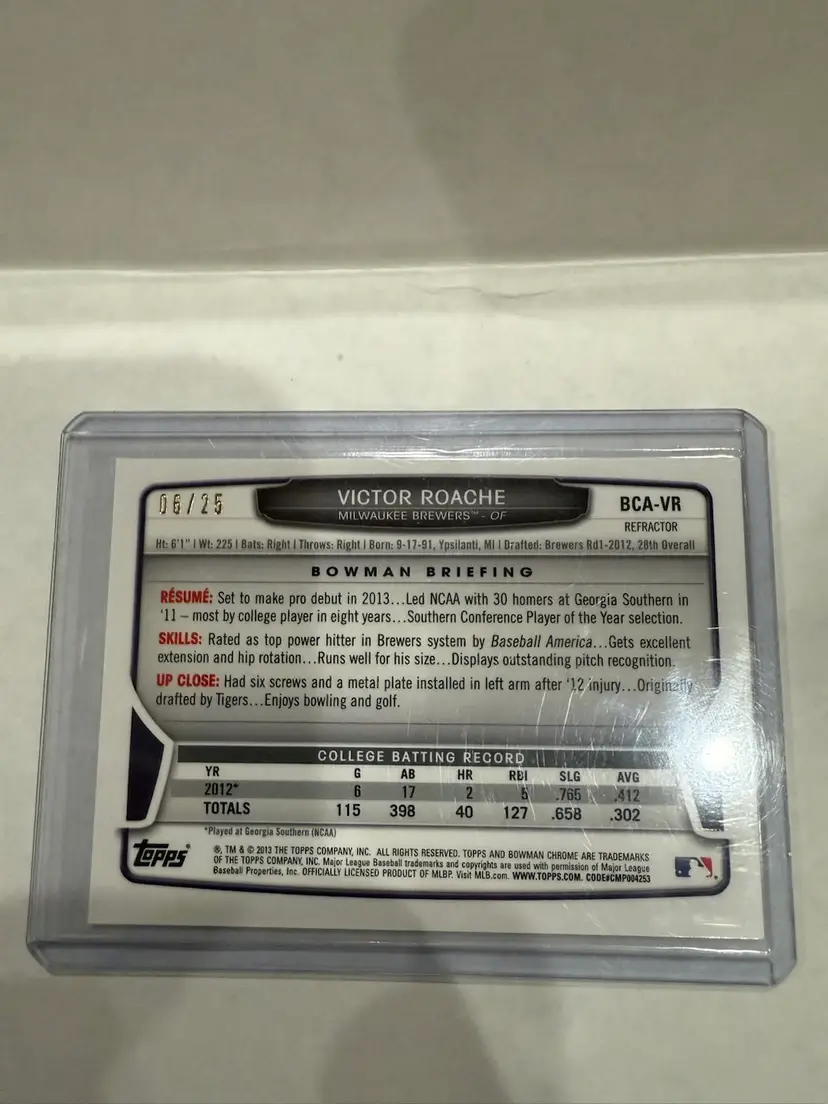 06/25
VICTOR ROACHE
MILWAUKEE BREWERS™ - OF
BCA-VR
REFRACTOR
Ht: 6'1" | Wt: 225 | Bats: Right | Throws: Right | Born: 9-17-91, Ypsilanti, MI | Drafted: Brewers Rd1-2012, 28th Overall
BOWMAN BRIEFING
RÉSUMÉ: Set to make pro debut in 2013...Led NCAA with 30 homers at Georgia Southern in
'11 – most by college player in eight years...Southern Conference Player of the Year selection.
SKILLS: Rated as top power hitter in Brewers system by Baseball America...Gets excellent
extension and hip rotation...Runs well for his size...Displays outstanding pitch recognition.
UP CLOSE: Had six screws and a metal plate installed in left arm after '12 injury...Originally
drafted by Tigers...Enjoys bowling and golf.
COLLEGE BATTING RECORD
YR G AB HR RBI SLG AVG
2012* 6 17 2 5 .765 .412
TOTALS 115 398 40 127 .658 .302
*Played at Georgia Southern (NCAA)
Topps®
®, TM & © 2013 THE TOPPS COMPANY, INC. ALL RIGHTS RESERVED. TOPPS AND BOWMAN CHROME ARE TRADEMARKS
OF THE TOPPS COMPANY, INC. Major League Baseball trademarks and copyrights are used with permission of Major League
Baseball Properties, Inc. OFFICIALLY LICENSED PRODUCT OF MLBP. Visit MLB.com. WWW.TOPPS.COM. CODE#CMP004253